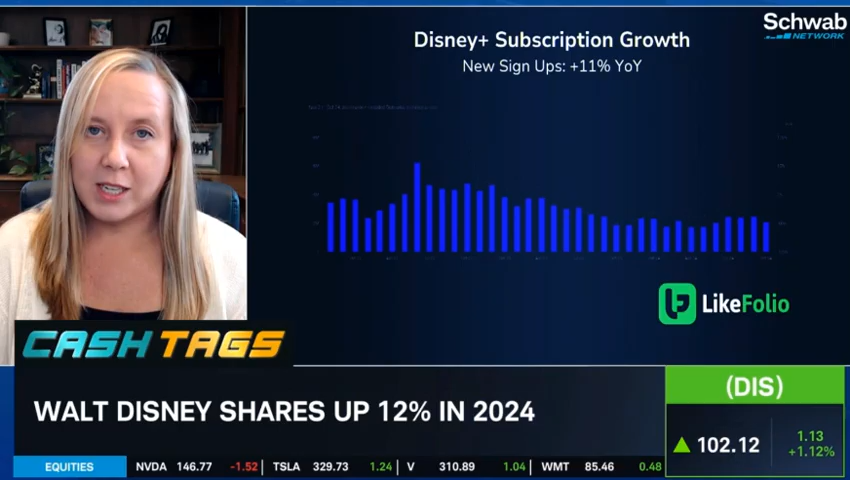 Schwab
NETWORK
Disney+ Subscription Growth
New Sign Ups: +11% YoY
LikeFolio
CASH TAGS
WALT DISNEY SHARES UP 12% IN 2024
(DIS)
102.12
1.13
+1.12%
EQUITIES
NVDA 146.77 -1.52 | TSLA 329.73 1.24 | V 310.89 1.04 | WMT 85.46 0.48